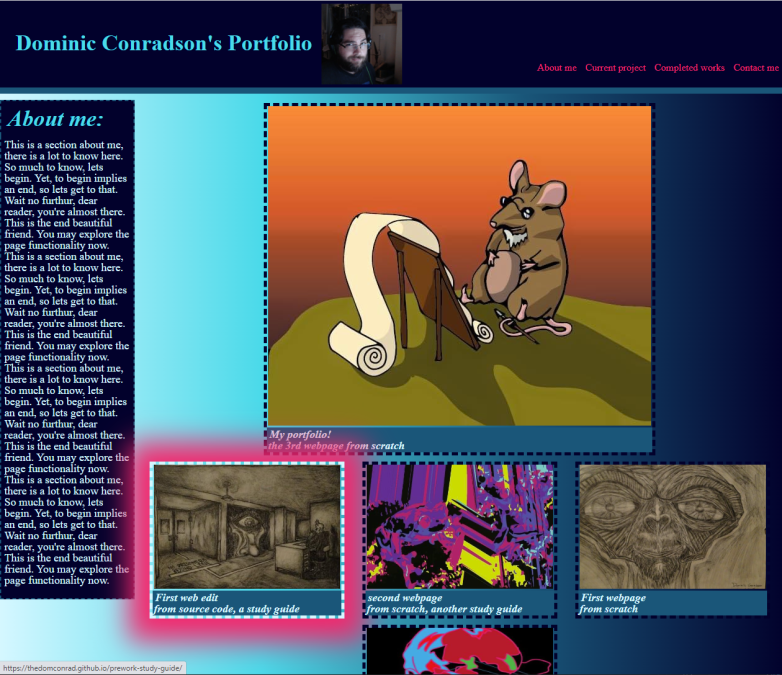 Dominic Conradson's Portfolio
About me Current project Completed works Contact me
About me:
This is a section about me,
there is a lot to know here.
So much to know, lets
begin. Yet, to begin implies
an end, so lets get to that.
Wait no furthur, dear
reader, you're almost there.
This is the end beautiful
friend. You may explore the
page functionality now.
This is a section about me,
there is a lot to know here.
So much to know, lets
begin. Yet, to begin implies
an end, so lets get to that.
Wait no furthur, dear
reader, you're almost there.
This is the end beautiful
friend. You may explore the
page functionality now.
This is a section about me,
there is a lot to know here.
So much to know, lets
begin. Yet, to begin implies
an end, so lets get to that.
Wait no furthur, dear
reader, you're almost there.
This is the end beautiful
friend. You may explore the
page functionality now.
This is a section about me,
there is a lot to know here.
So much to know, lets
begin. Yet, to begin implies
an end, so lets get to that.
Wait no furthur, dear
reader, you're almost there.
This is the end beautiful
friend. You may explore the
page functionality now.
My portfolio!
the 3rd webpage from scratch
First web edit
from source code, a study guide
second webpage
from scratch, another study guide
First webpage
from scratch
https://thedomconrad.github.io/prework-study-guide/